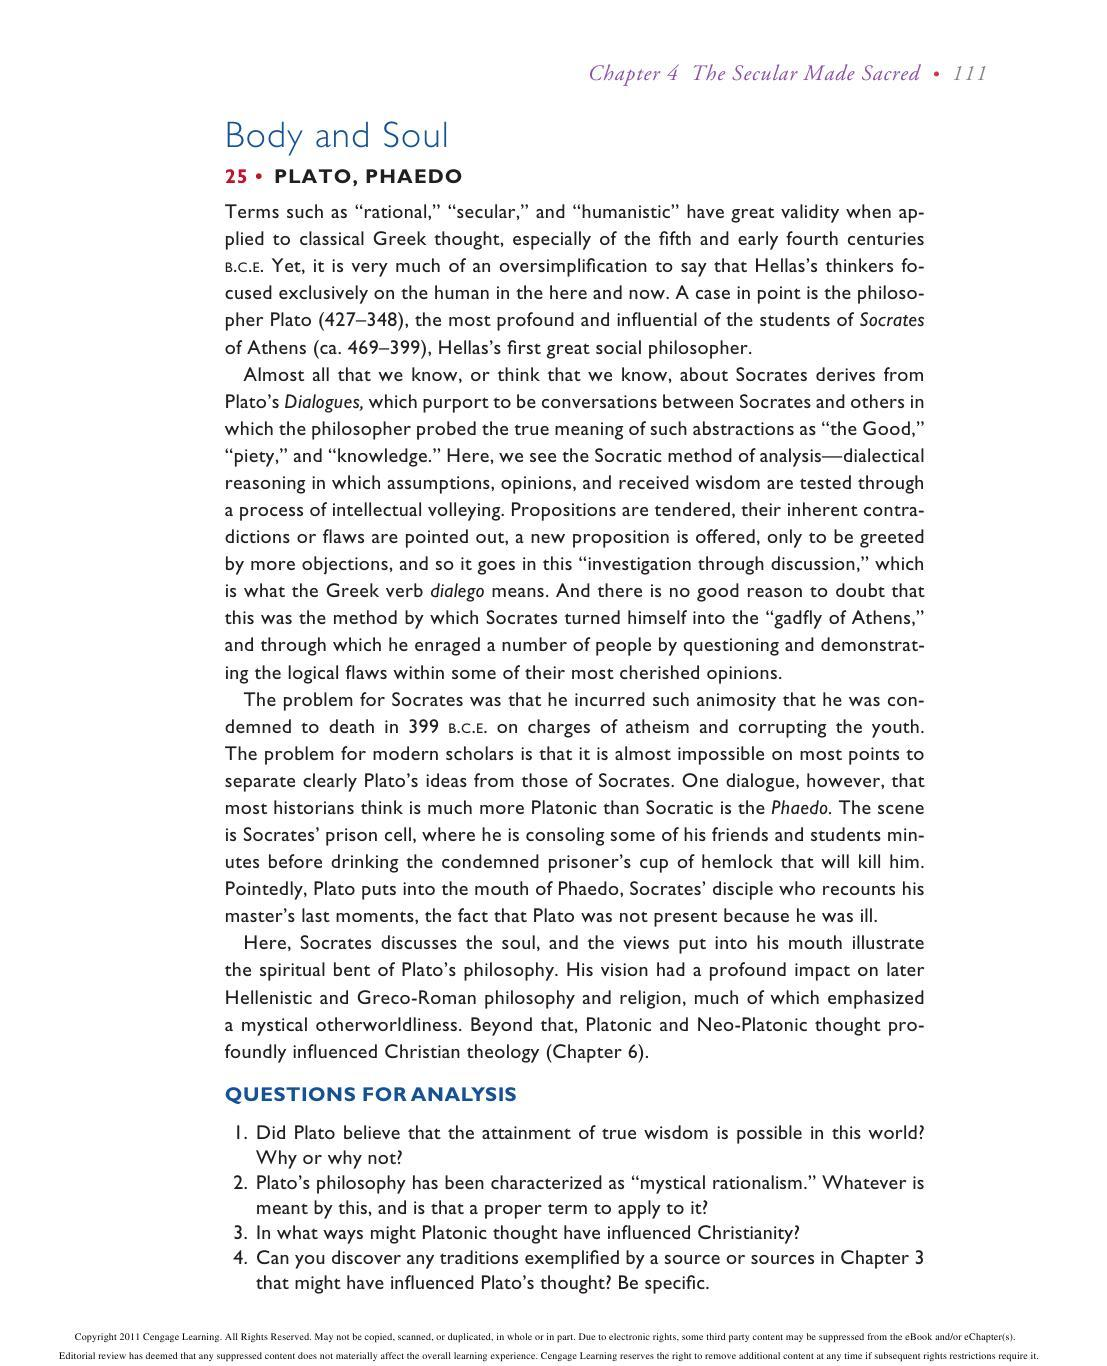 Chapter 4 The Secular Made Sacred • 111
Body and Soul
25 • PLATO, PHAEDO
Terms such as “rational,” “secular,” and “humanistic” have great validity when ap-
plied to classical Greek thought, especially of the fifth and early fourth centuries
B.C.E. Yet, it is very much of an oversimplification to say that Hellas’s thinkers fo-
cused exclusively on the human in the here and now. A case in point is the philoso-
pher Plato (427–348), the most profound and influential of the students of Socrates
of Athens (ca. 469–399), Hellas’s first great social philosopher.
Almost all that we know, or think that we know, about Socrates derives from
Plato’s Dialogues, which purport to be conversations between Socrates and others in
which the philosopher probed the true meaning of such abstractions as “the Good,”
“piety,” and “knowledge.” Here, we see the Socratic method of analysis—dialectical
reasoning in which assumptions, opinions, and received wisdom are tested through
a process of intellectual volleying. Propositions are tendered, their inherent contra-
dictions or flaws are pointed out, a new proposition is offered, only to be greeted
by more objections, and so it goes in this “investigation through discussion,” which
is what the Greek verb dialego means. And there is no good reason to doubt that
this was the method by which Socrates turned himself into the “gadfly of Athens,”
and through which he enraged a number of people by questioning and demonstrat-
ing the logical flaws within some of their most cherished opinions.
The problem for Socrates was that he incurred such animosity that he was con-
demned to death in 399 B.C.E. on charges of atheism and corrupting the youth.
The problem for modern scholars is that it is almost impossible on most points to
separate clearly Plato’s ideas from those of Socrates. One dialogue, however, that
most historians think is much more Platonic than Socratic is the Phaedo. The scene
is Socrates’ prison cell, where he is consoling some of his friends and students min-
utes before drinking the condemned prisoner’s cup of hemlock that will kill him.
Pointedly, Plato puts into the mouth of Phaedo, Socrates’ disciple who recounts his
master’s last moments, the fact that Plato was not present because he was ill.
Here, Socrates discusses the soul, and the views put into his mouth illustrate
the spiritual bent of Plato’s philosophy. His vision had a profound impact on later
Hellenistic and Greco-Roman philosophy and religion, much of which emphasized
a mystical otherworldliness. Beyond that, Platonic and Neo-Platonic thought pro-
foundly influenced Christian theology (Chapter 6).
QUESTIONS FOR ANALYSIS
1. Did Plato believe that the attainment of true wisdom is possible in this world?
Why or why not?
2. Plato’s philosophy has been characterized as “mystical rationalism.” Whatever is
meant by this, and is that a proper term to apply to it?
3. In what ways might Platonic thought have influenced Christianity?
4. Can you discover any traditions exemplified by a source or sources in Chapter 3
that might have influenced Plato’s thought? Be specific.
Copyright 2011 Cengage Learning. All Rights Reserved. May not be copied, scanned, or duplicated, in whole or in part. Due to electronic rights, some third party content may be suppressed from the eBook and/or eChapter(s).
Editorial review has deemed that any suppressed content does not materially affect the overall learning experience. Cengage Learning reserves the right to remove additional content at any time if subsequent rights restrictions require it.